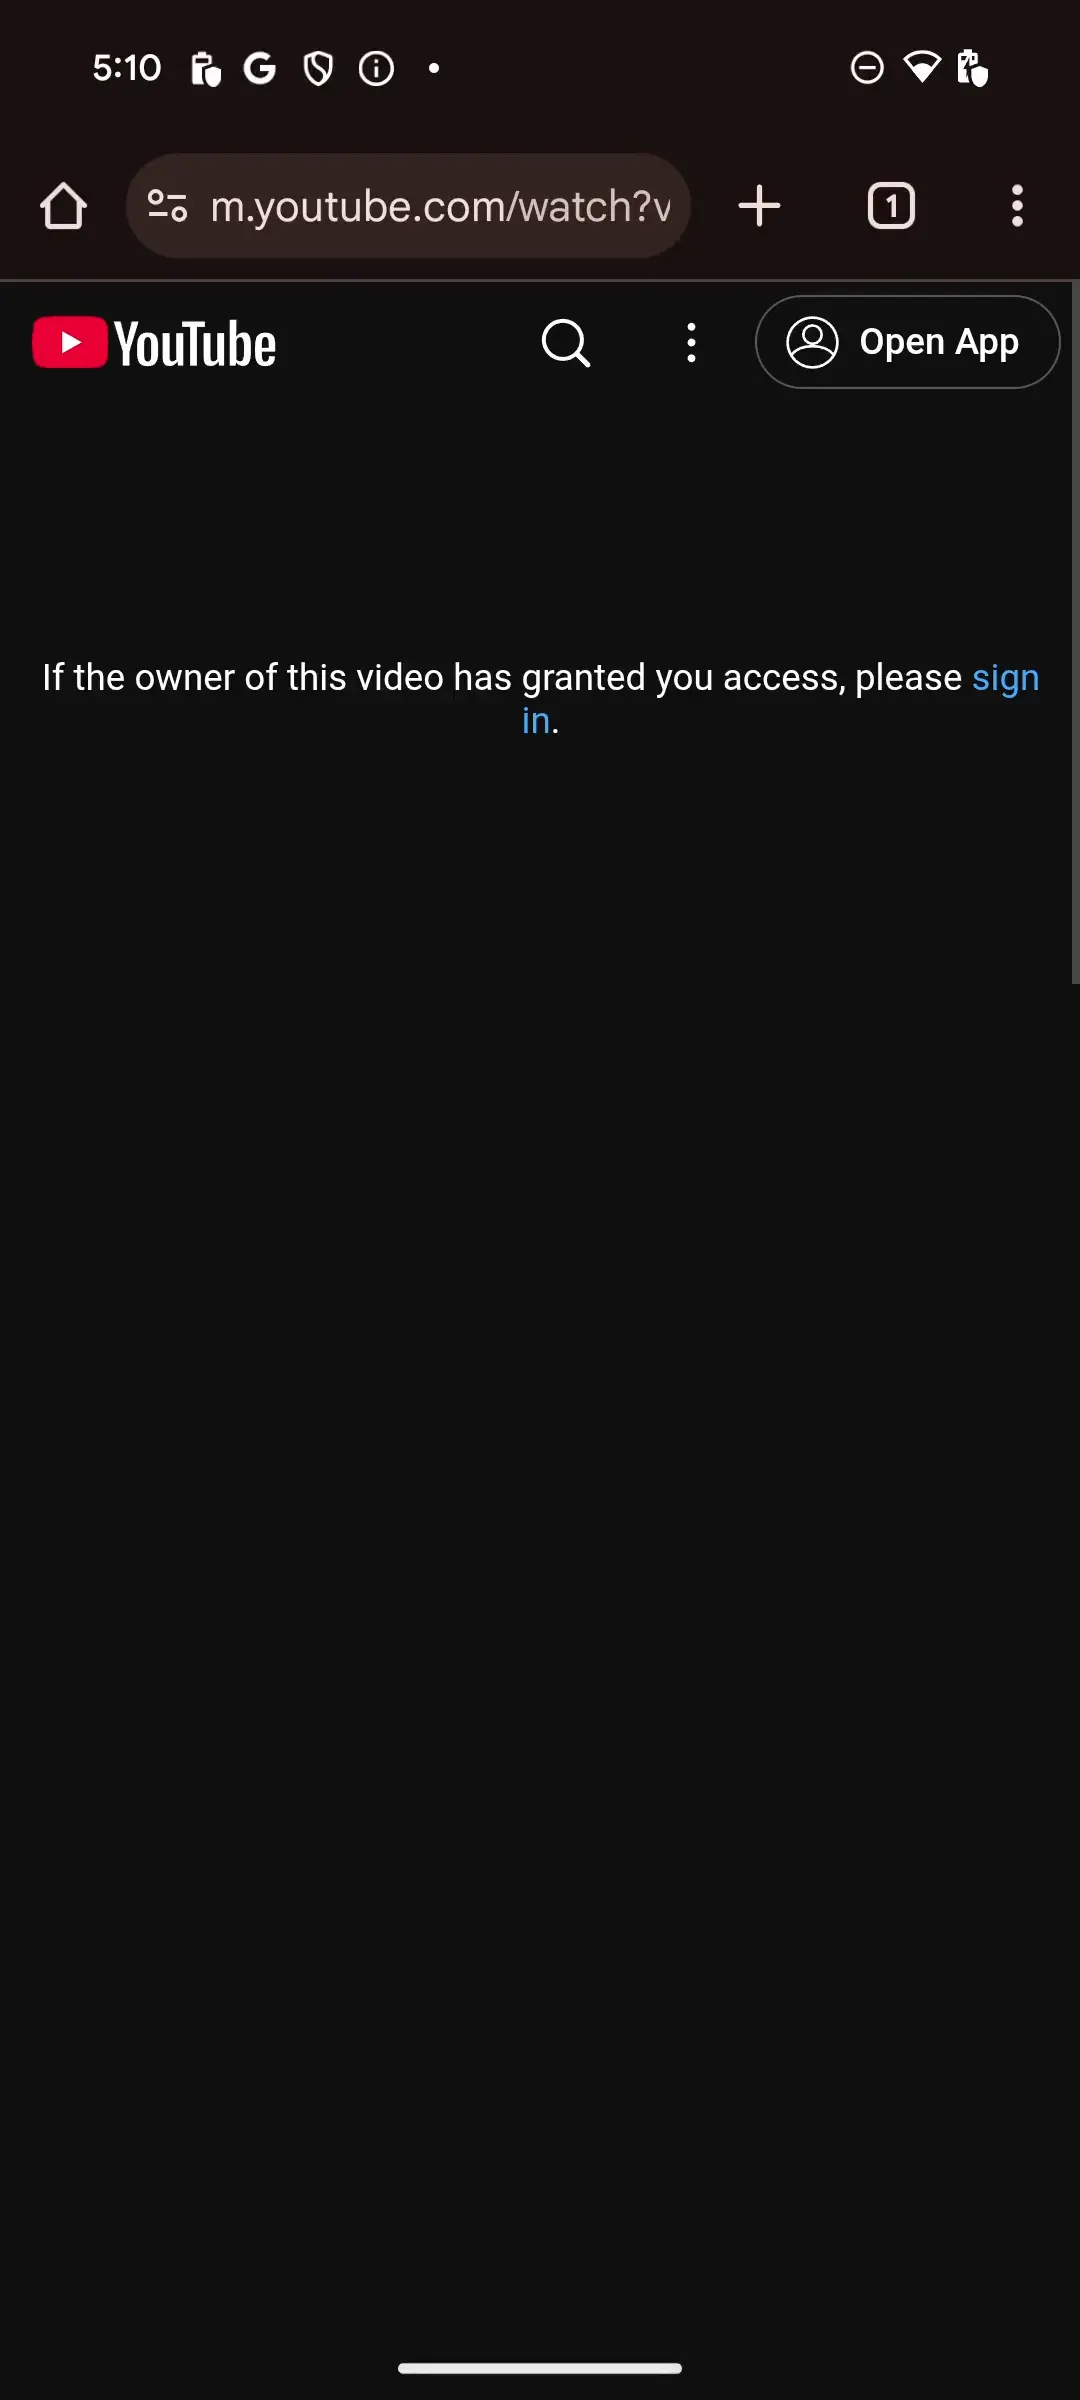 5:10
m.youtube.com/watch?v
1
YouTube
Open App
If the owner of this video has granted you access, please sign
in.